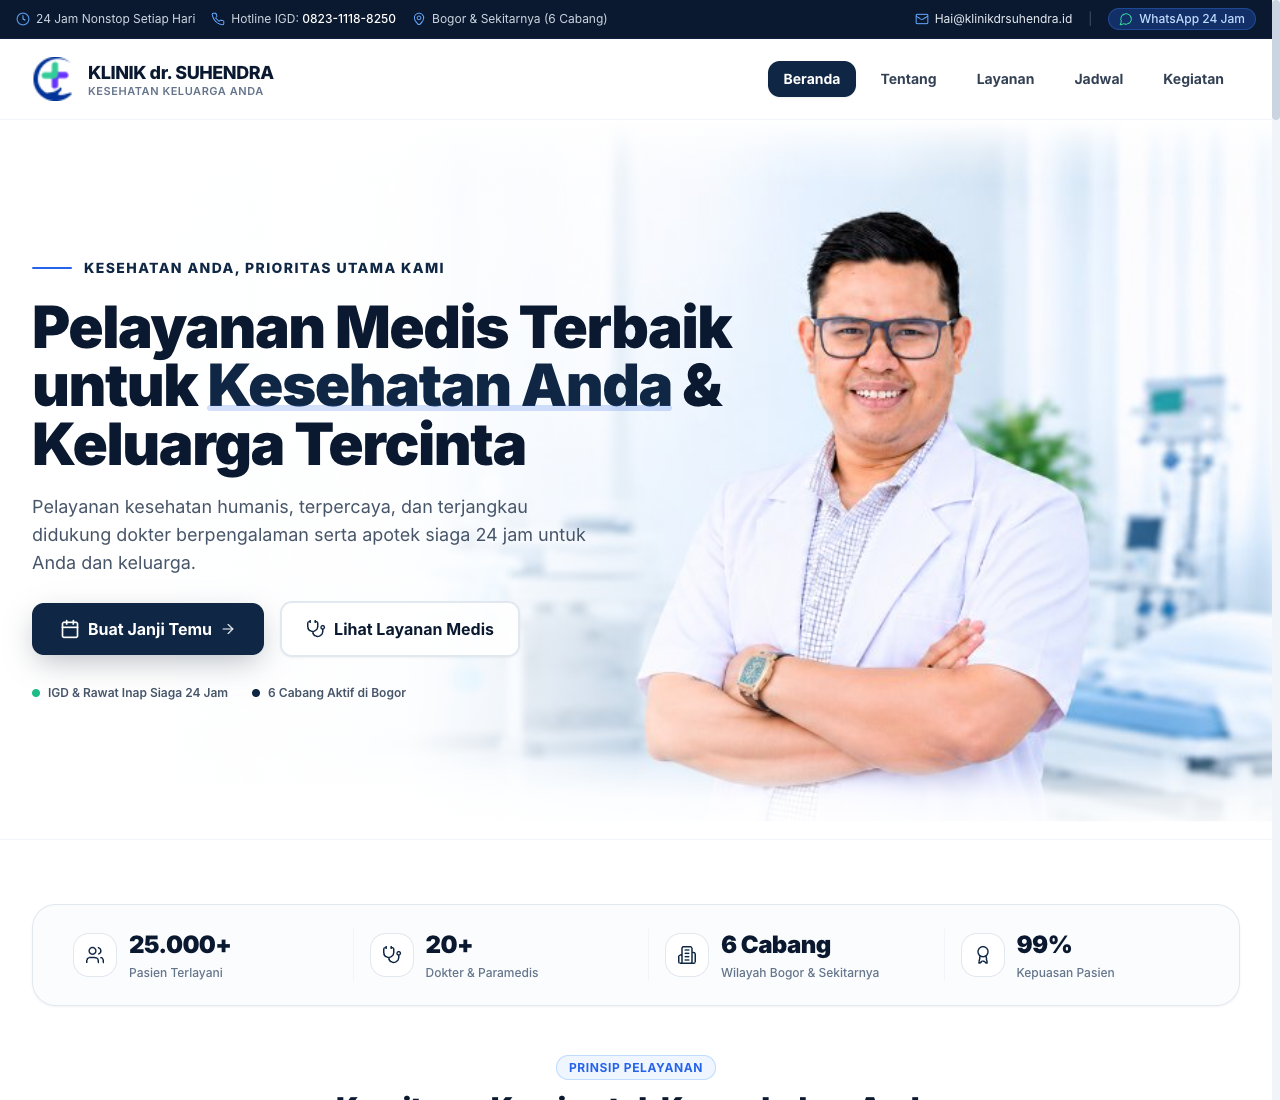 24 Jam Nonstop Setiap Hari
Hotline IGD: 0823-1118-8250
Bogor & Sekitarnya (6 Cabang)
Hai@klinikdrsuhendra.id
WhatsApp 24 Jam
KLINIK dr. SUHENDRA
KESEHATAN KELUARGA ANDA
Beranda
Tentang
Layanan
Jadwal
Kegiatan
KESEHATAN ANDA, PRIORITAS UTAMA KAMI
Pelayanan Medis Terbaik
untuk Kesehatan Anda &
Keluarga Tercinta
Pelayanan kesehatan humanis, terpercaya, dan terjangkau
didukung dokter berpengalaman serta apotek siaga 24 jam untuk
Anda dan keluarga.
Buat Janji Temu
Lihat Layanan Medis
IGD & Rawat Inap Siaga 24 Jam
6 Cabang Aktif di Bogor
25.000+
Pasien Terlayani
20+
Dokter & Paramedis
6 Cabang
Wilayah Bogor & Sekitarnya
99%
Kepuasan Pasien
PRINSIP PELAYANAN